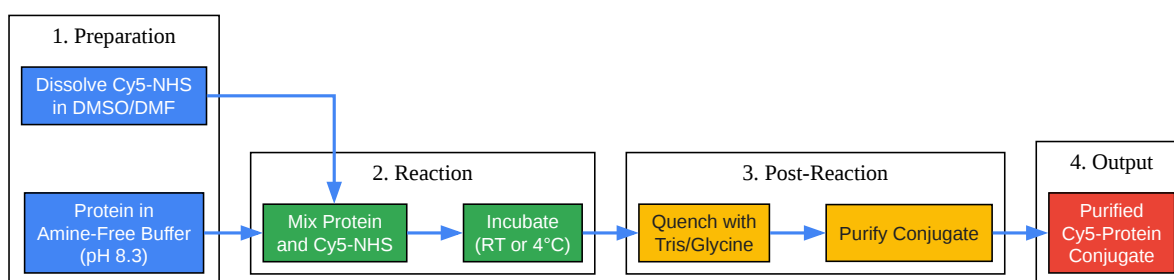 1. Preparation
Dissolve Cy5-NHS
in DMSO/DMF
Protein in
Amine-Free Buffer
(pH 8.3)
2. Reaction
Mix Protein
and Cy5-NHS
Incubate
(RT or 4°C)
3. Post-Reaction
Quench with
Tris/Glycine
Purify Conjugate
4. Output
Purified
Cy5-Protein
Conjugate